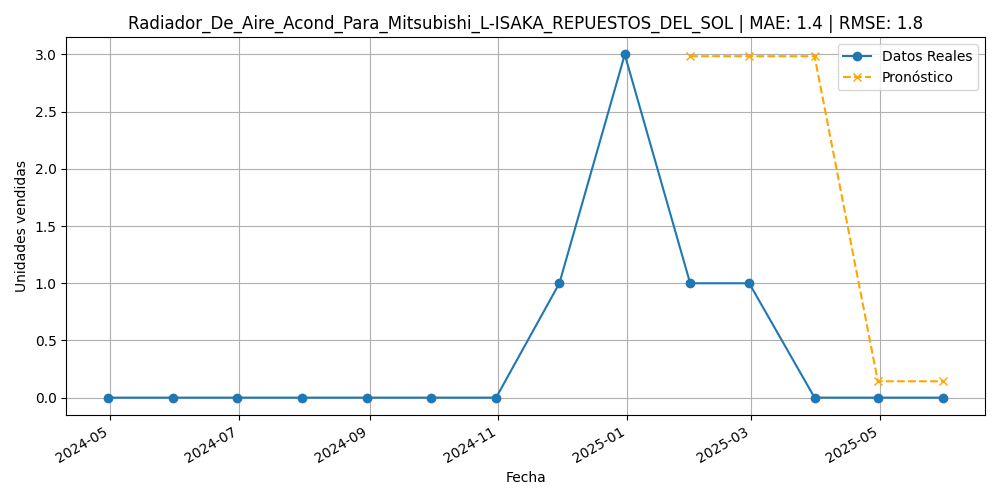 Radiador_De_Aire_Acond_Para_Mitsubishi_L-ISAKA_REPUESTOS_DEL_SOL | MAE: 1.4 | RMSE: 1.8
Datos Reales
Pronóstico
Unidades vendidas
3.0
2.5
2.0
1.5
1.0
0.5
0.0
2024-05
2024-07
2024-09
2024-11
2025-01
2025-03
2025-05
Fecha